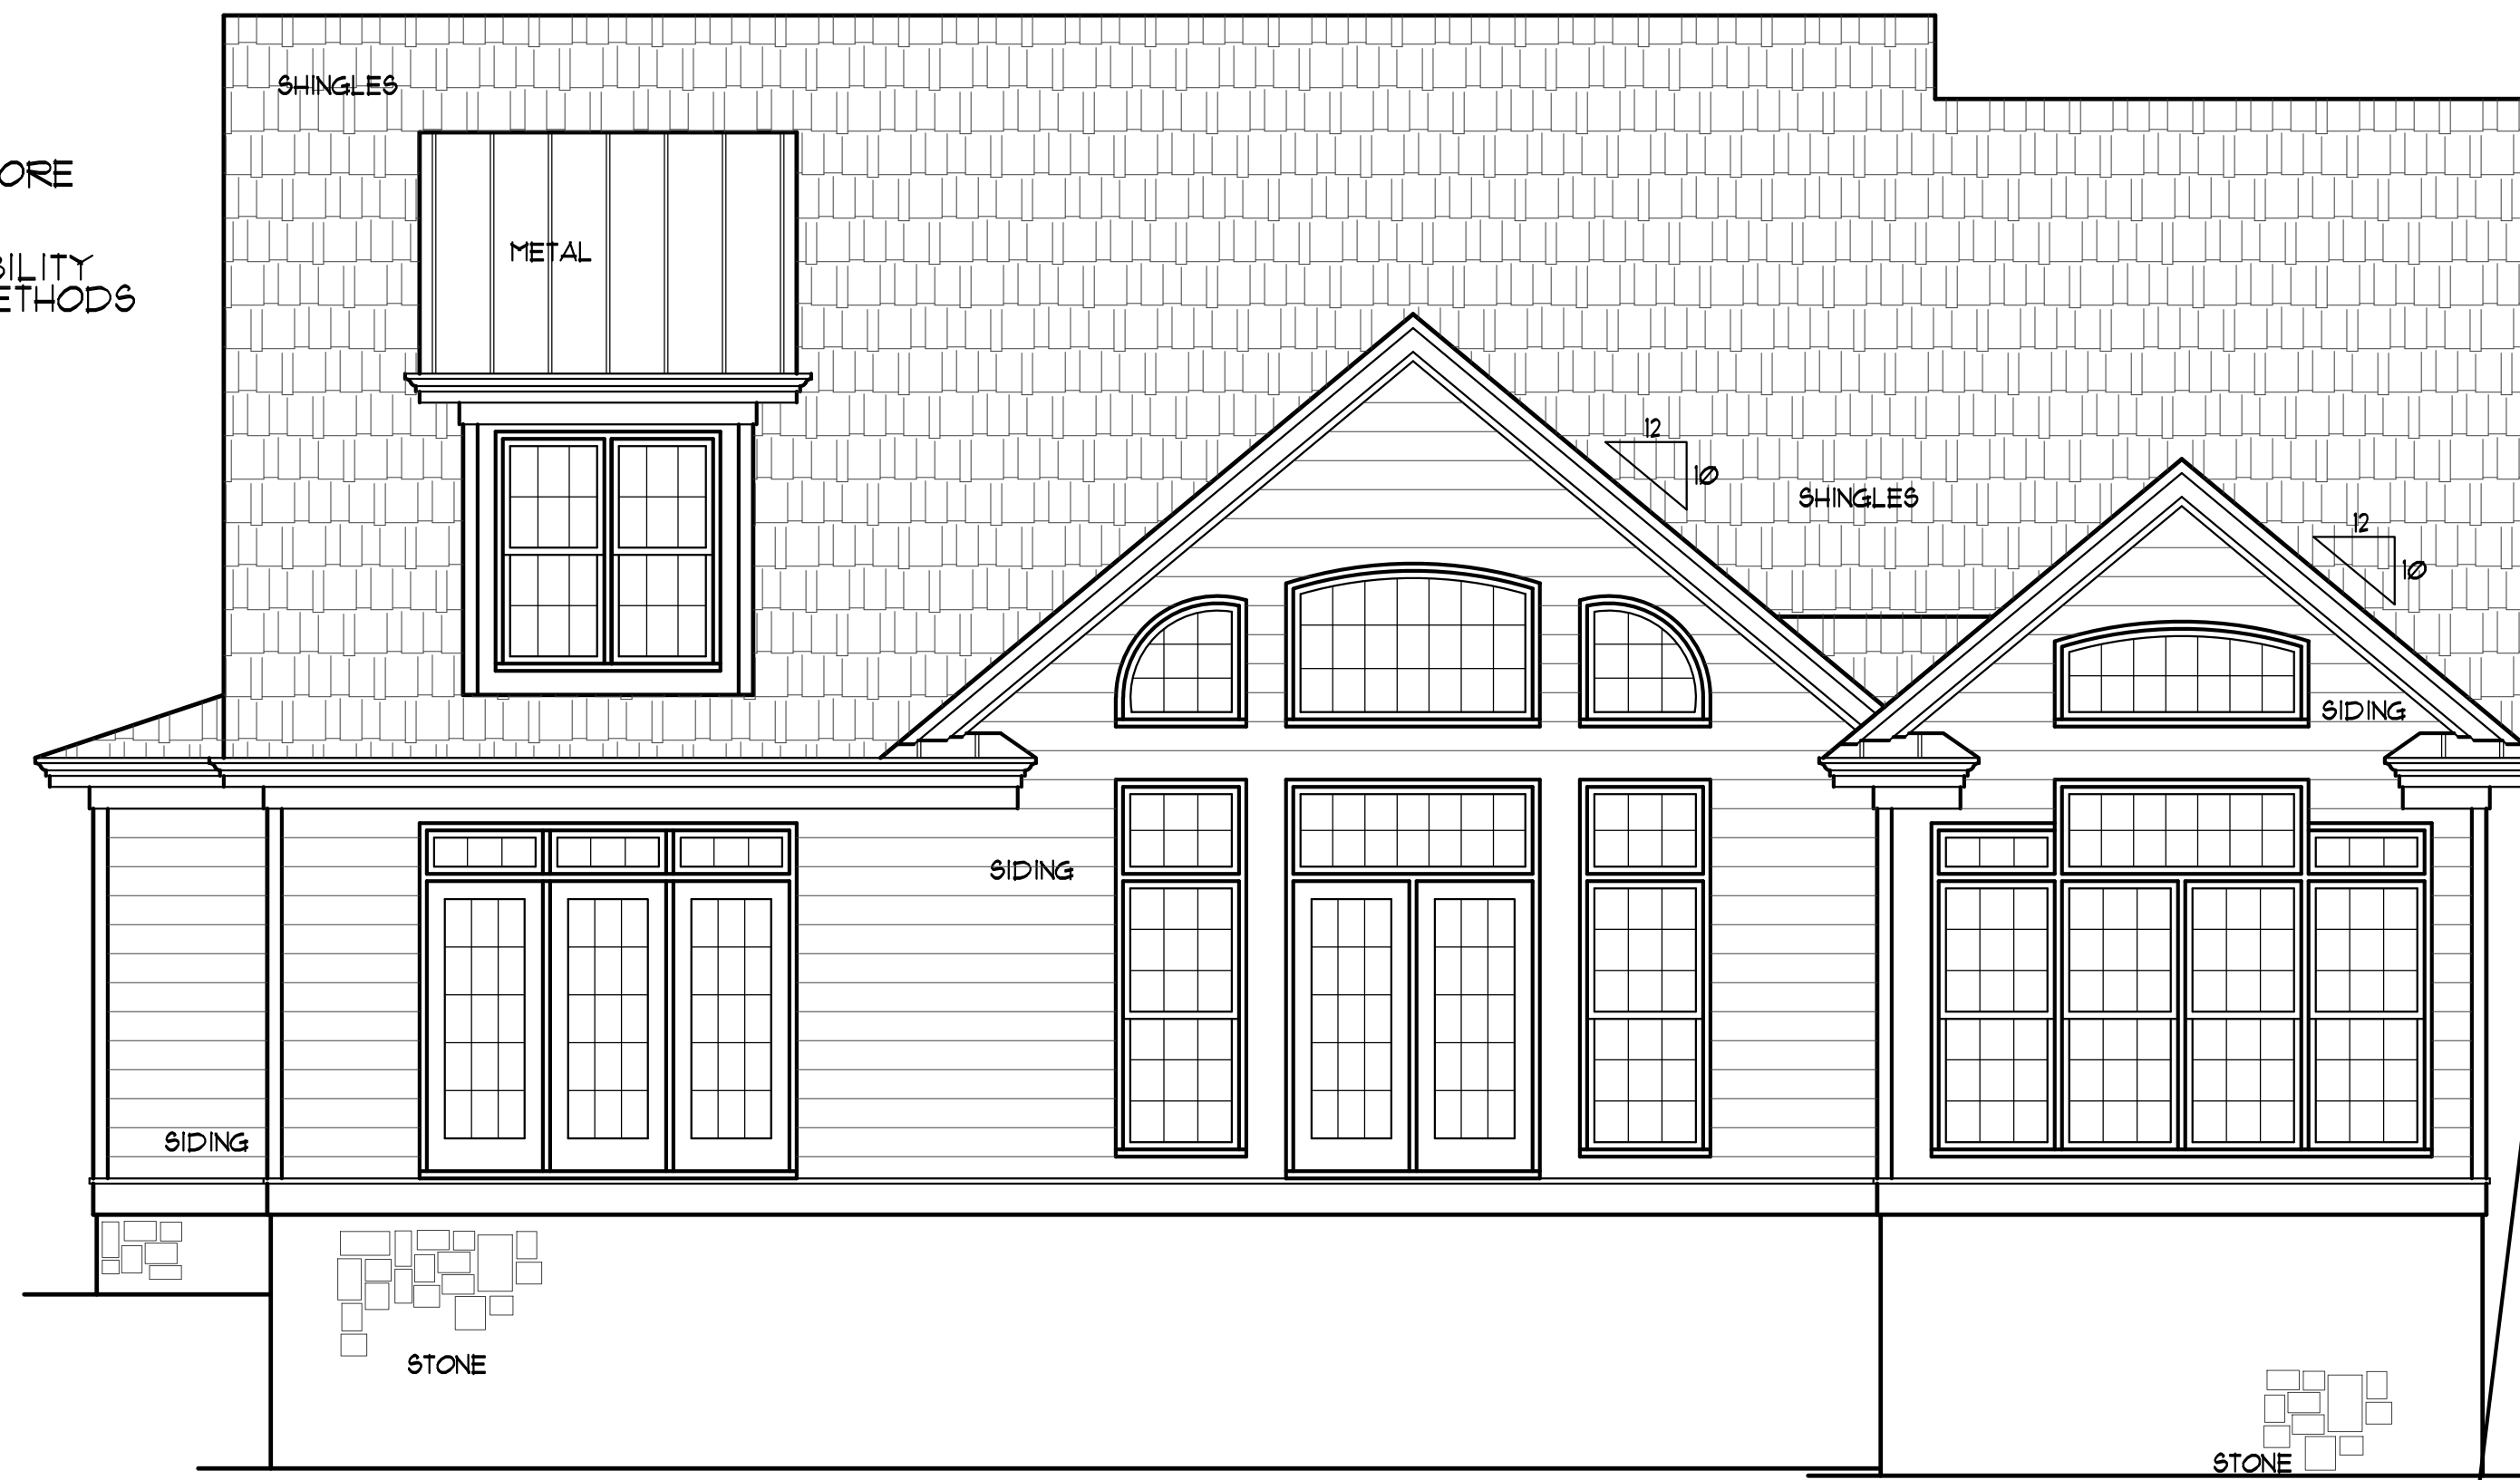 SHINGLES
ORE
METAL
BILITY
ETHODS
12
10
SHINGLES
12
10
SIDING
SIDING
SIDING
STONE
STONE